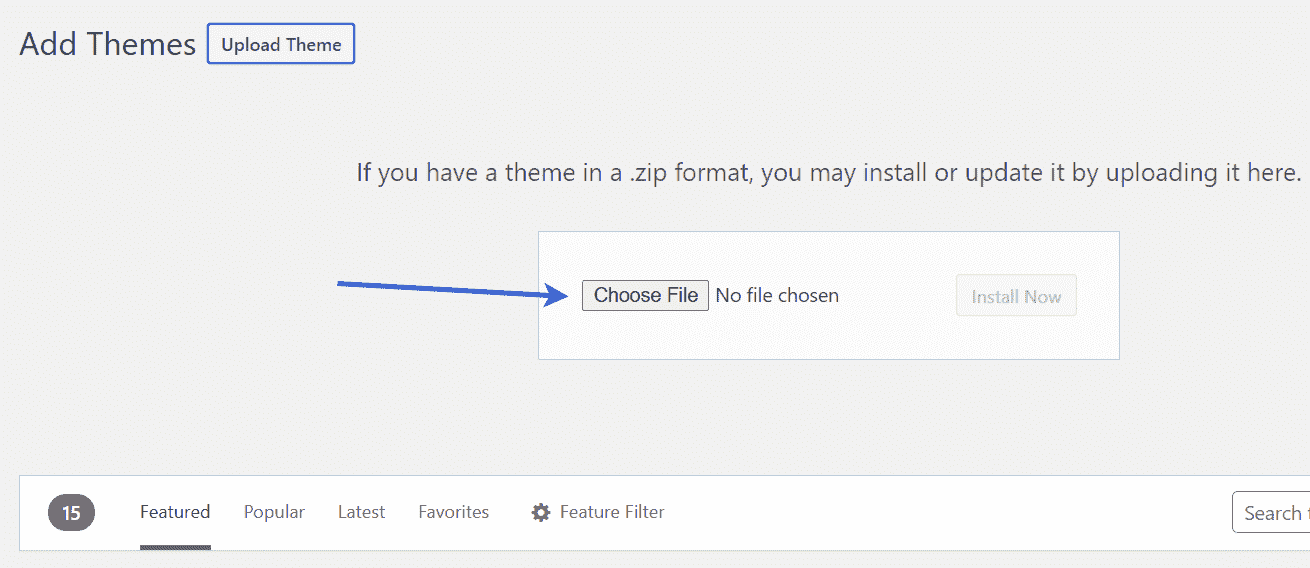 Add Themes Upload Theme
If you have a theme in a .zip format, you may install or update it by uploading it here.
Choose File No file chosen Install Now
15 Featured Popular Latest Favorites Feature Filter Search